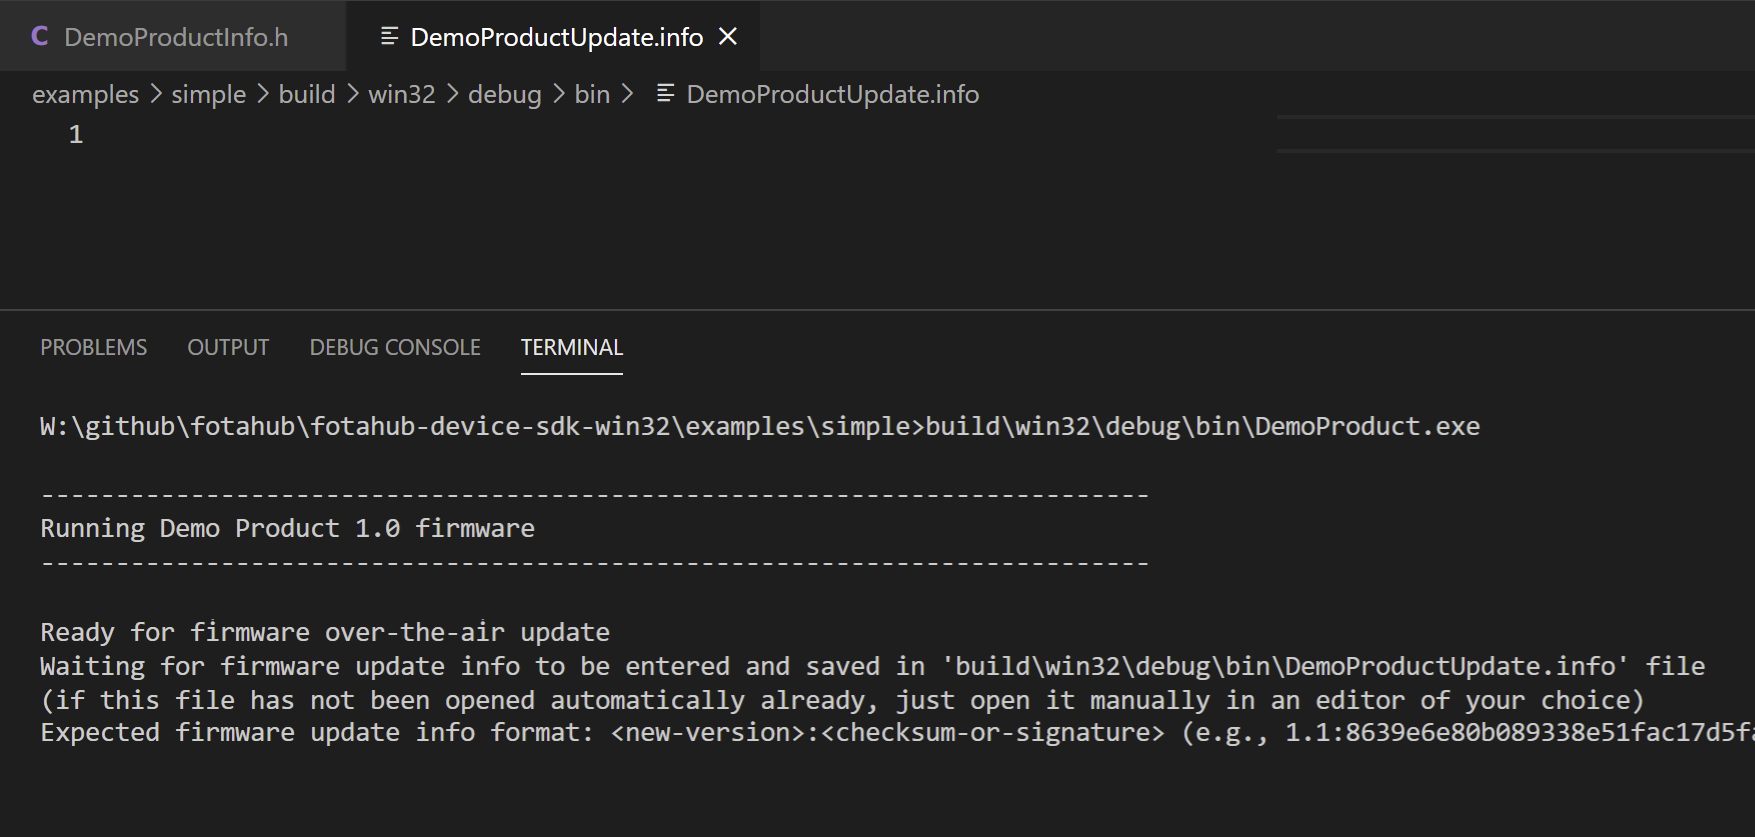 C DemoProductInfo.h DemoProductUpdate.info
examples > simple > build > win32 > debug > bin > DemoProductUpdate.info
1
PROBLEMS OUTPUT DEBUG CONSOLE TERMINAL
W:\github\fotahub\fotahub-device-sdk-win32\examples\simple>build\win32\debug\bin\DemoProduct.exe
--------------------------------------------------------------------------
Running Demo Product 1.0 firmware
--------------------------------------------------------------------------
Ready for firmware over-the-air update
Waiting for firmware update info to be entered and saved in 'build\win32\debug\bin\DemoProductUpdate.info' file
(if this file has not been opened automatically already, just open it manually in an editor of your choice)
Expected firmware update info format: <new-version>:<checksum-or-signature> (e.g., 1.1:8639e6e80b089338e51fac17d5fa